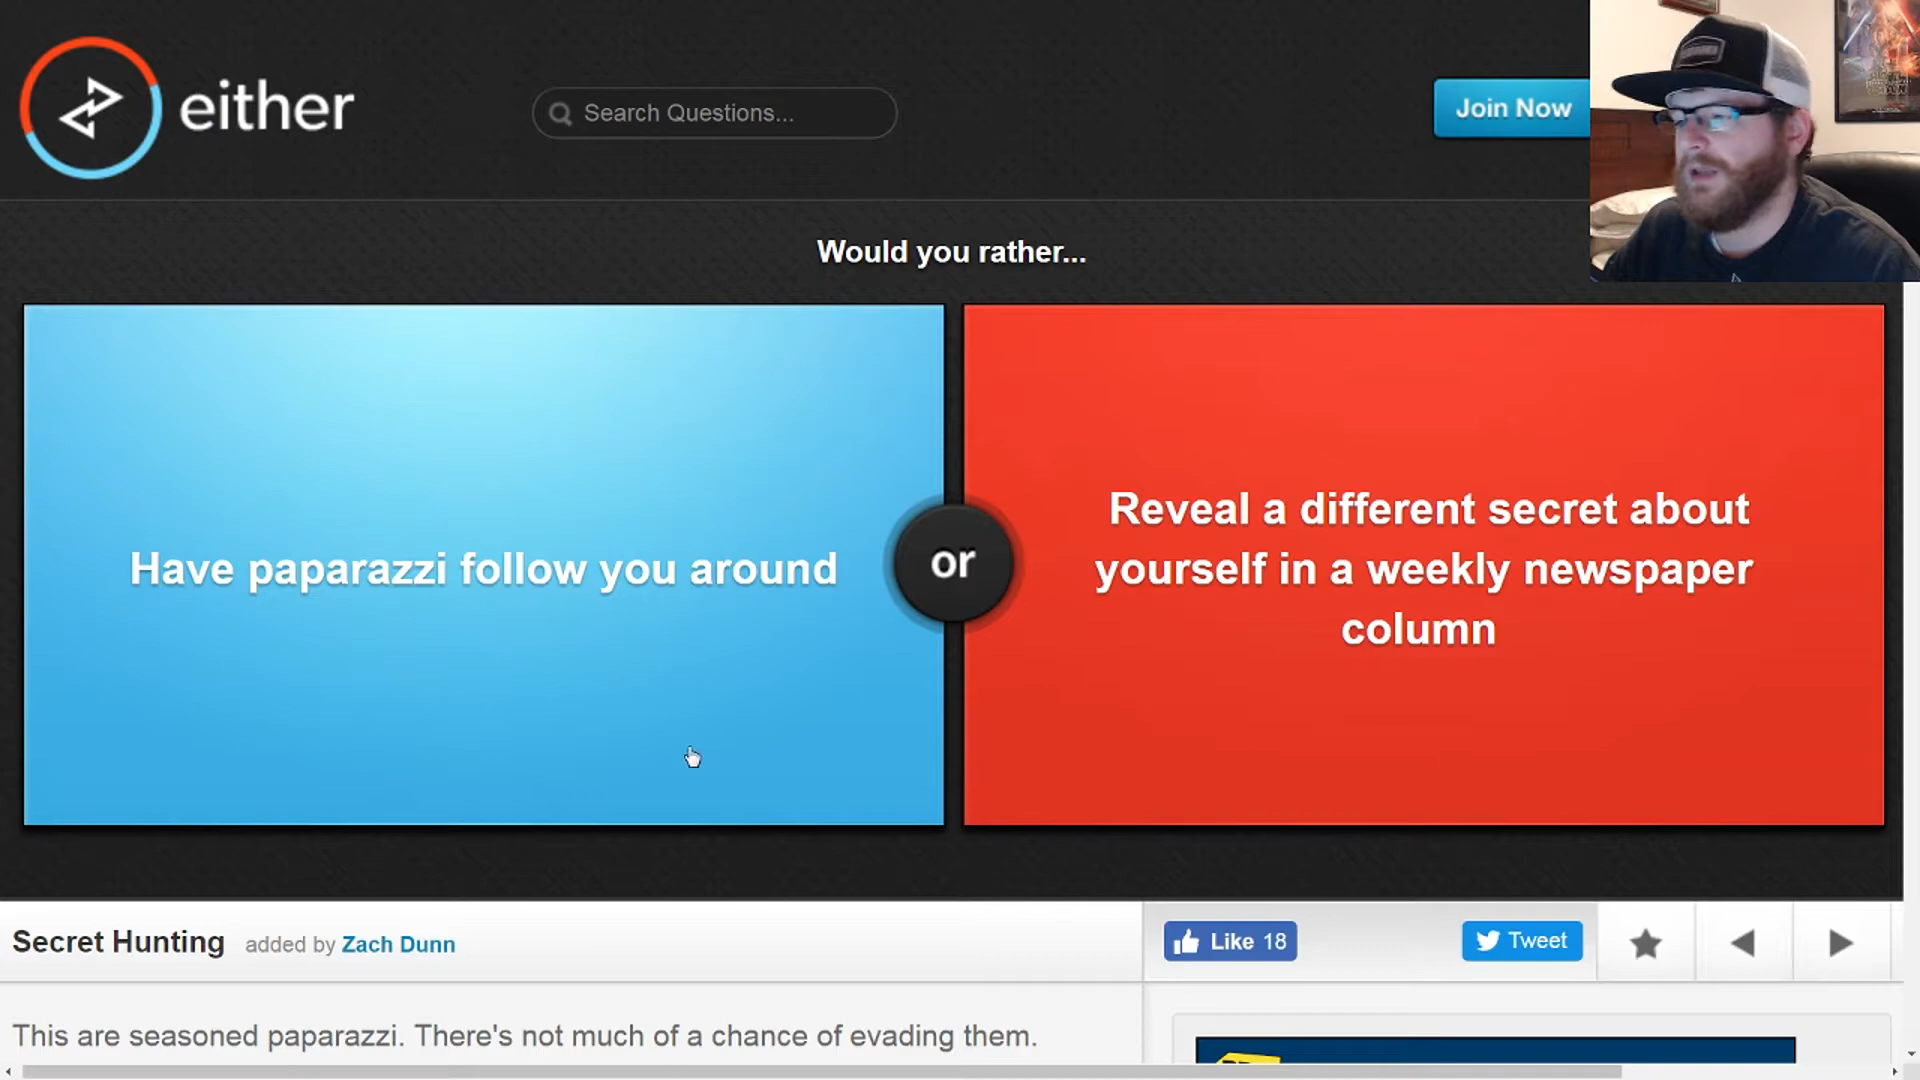 either
Search Questions...
Join Now
Would you rather...
Have paparazzi follow you around
or
Reveal a different secret about
yourself in a weekly newspaper
column
Secret Hunting added by Zach Dunn
Like 18
Tweet
This are seasoned paparazzi. There's not much of a chance of evading them.